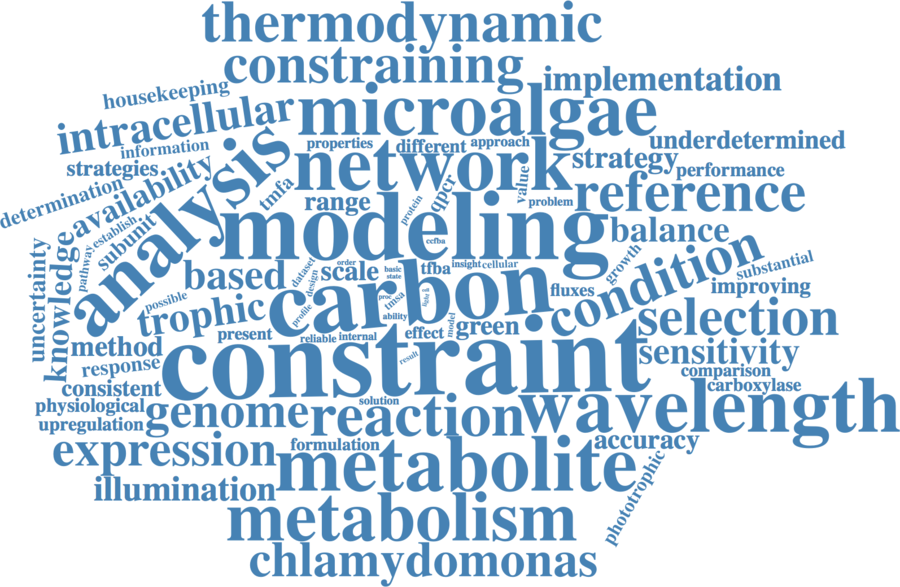 thermodynamic
constraining
implementation
housekeeping
intracellular
microalgae
information
properties
different
approach
underdetermined
strategies
analysis
network
strategy
performance
determination
availability
tmfa
range
protein
qpcr
value
problem
reference
establish
subunit
modeling
balance
uncertainty
knowledge
pathway
based
dataset
order
scale
design
basic
state
ccfba
tfba
insight
cellular
growth
condition
substantial
improving
possible
trophic
carbon
profile
proc
tmsa
ability
fluxes
present
reliable
internal
effect
model
green
selection
method
response
constraint
result
sensitivity
comparison
carboxylase
consistent
physiological
upregulation
genome
reaction
solution
wavelength
expression
formulation
accuracy
illumination
metabolite
phototrophic
metabolism
chlamydomonas